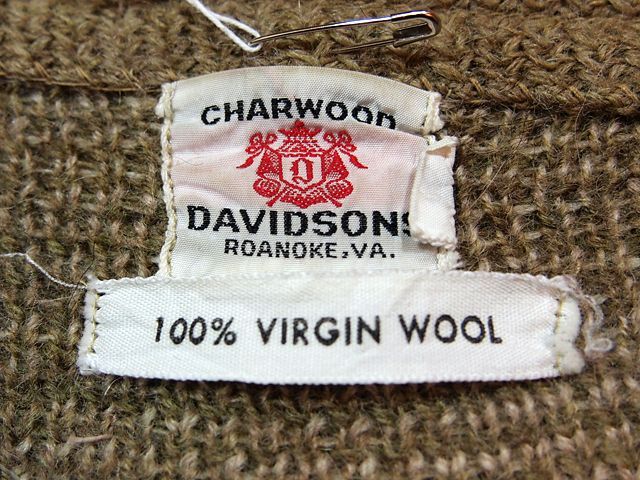 CHARWOOD
D
DAVIDSONS
ROANOKE, VA.
100% VIRGIN WOOL